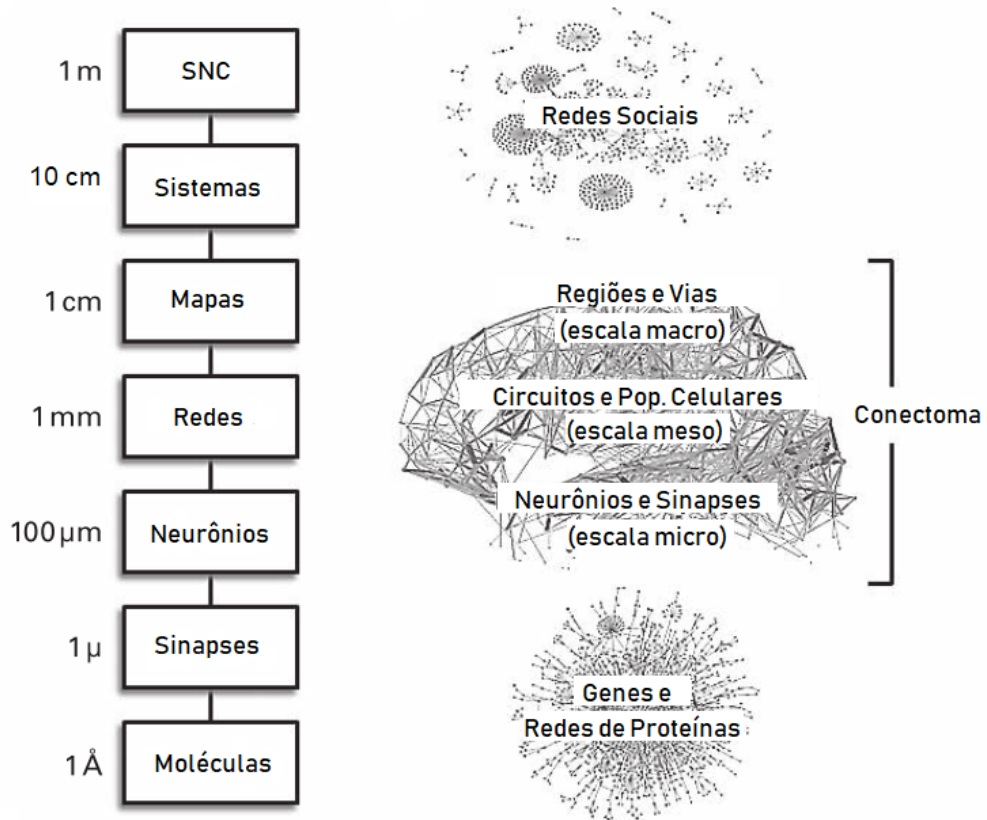 1 m
SNC
10 cm
Sistemas
1 cm
Mapas
1 mm
Redes
100 µm
Neurônios
1 µ
Sinapses
1 Å
Moléculas
Redes Sociais
Regiões e Vias
(escala macro)
Circuitos e Pop. Celulares
(escala meso)
Neurônios e Sinapses
(escala micro)
Conectoma
Genes e
Redes de Proteínas